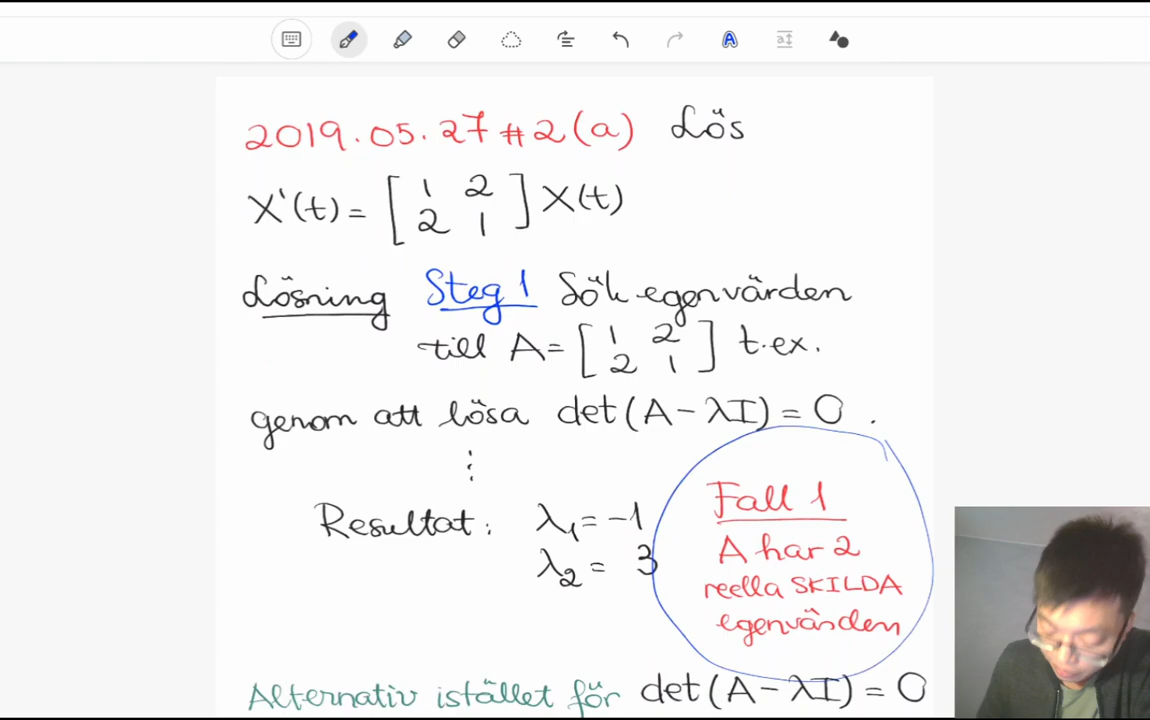 2019.05.27 #2(a) Lös
X'(t) = [1 2
2 1] X(t)
Lösning Steg 1 Sök egenvärden
till A = [1 2
2 1] t.ex.
genom att lösa det(A-λI) = 0.
⋮
Resultat: λ₁ = -1
λ₂ = 3
Fall 1
A har 2
reella SKILDA
egenvärden
Alternativ istället för det(A-λI) = 0